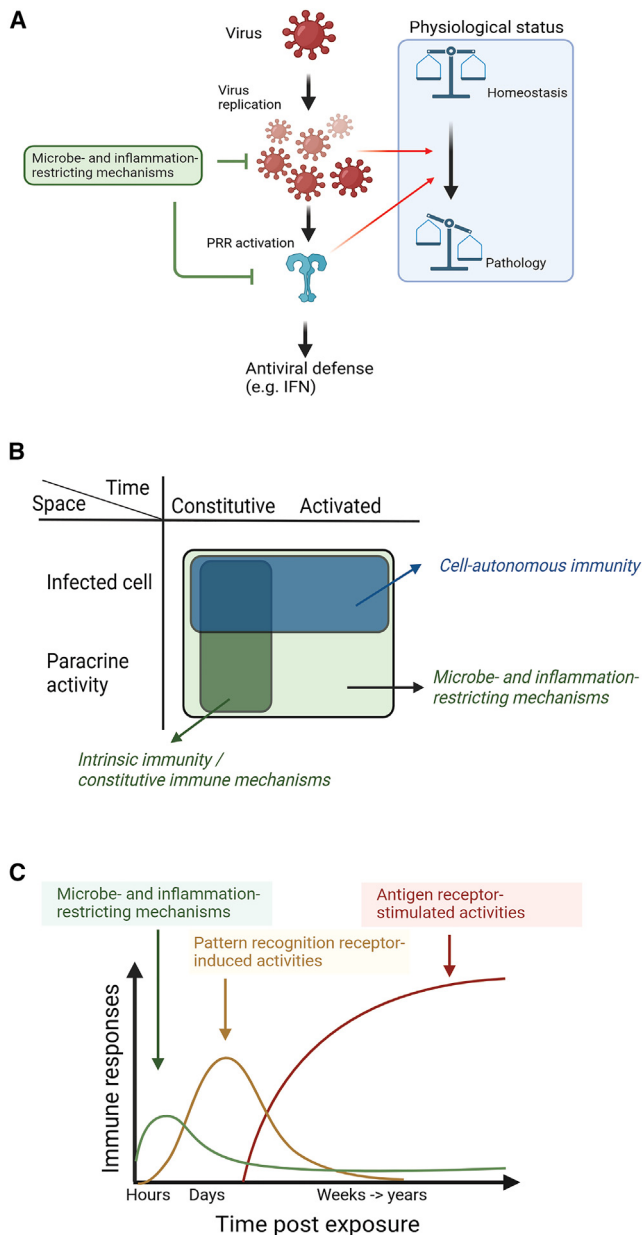 A
Virus
Virus
replication
Microbe- and inflammation-
restricting mechanisms
PRR activation
Antiviral defense
(e.g. IFN)
Physiological status
Homeostasis
Pathology
B
Time
Space
Constitutive
Activated
Infected cell
Cell-autonomous immunity
Paracrine
activity
Microbe- and inflammation-
restricting mechanisms
Intrinsic immunity /
constitutive immune mechanisms
C
Microbe- and inflammation-
restricting mechanisms
Antigen receptor-
stimulated activities
Pattern recognition receptor-
induced activities
Immune responses
Hours
Days
Weeks -> years
Time post exposure